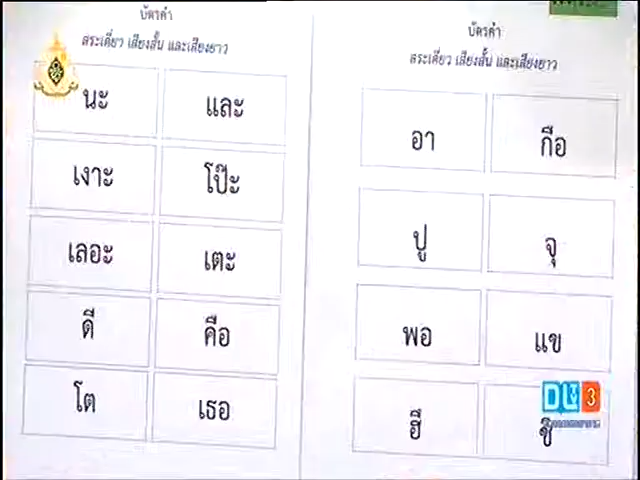 บัตรคำ
สระเดี่ยว เสียงสั้น และเสียงยาว
นะ และ
เงาะ โป๊ะ
เลอะ เตะ
ดี คือ
โต เธอ
บัตรคำ
สระเดี่ยว เสียงสั้น และเสียงยาว
อา กือ
ปู จุ
พอ แข
ฮึ ชิ
DLTV 3